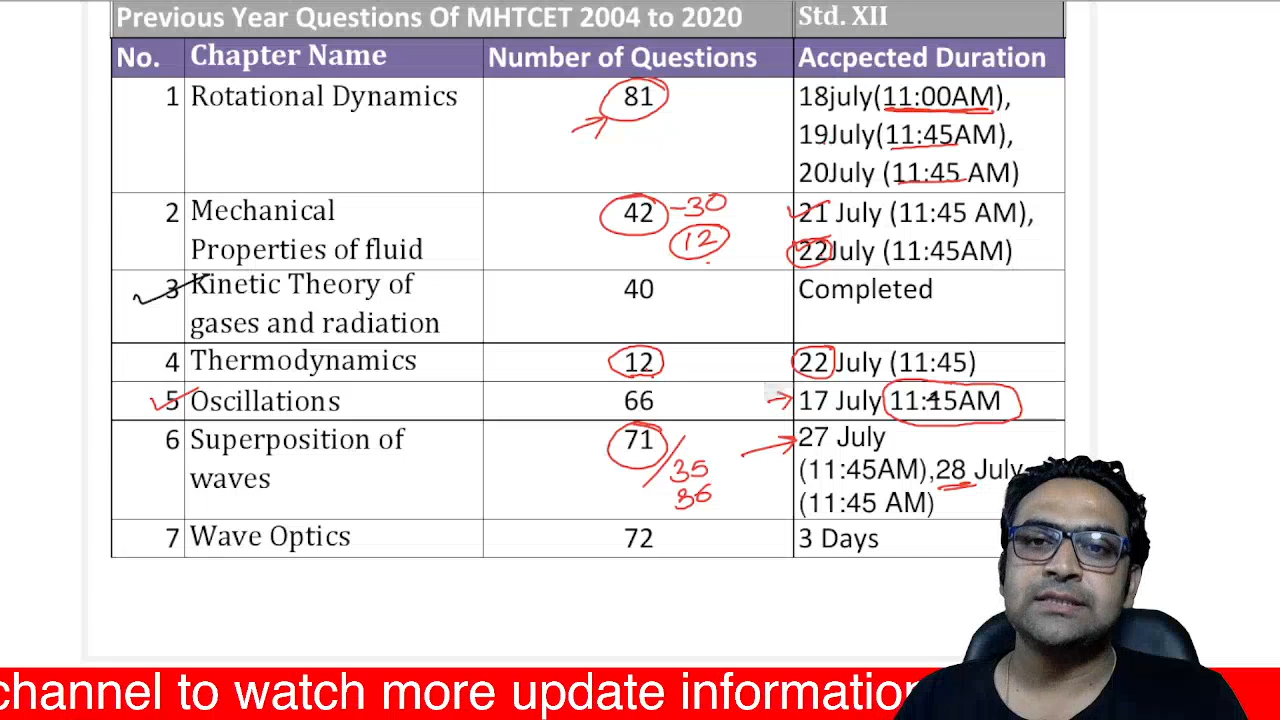 Previous Year Questions Of MHTCET 2004 to 2020 Std. XII
No. Chapter Name Number of Questions Accpected Duration
1 Rotational Dynamics 81 18july(11:00AM),
19July(11:45AM),
20July (11:45 AM)
2 Mechanical 42 -30 21 July (11:45 AM),
Properties of fluid 12 22July (11:45AM)
3 Kinetic Theory of 40 Completed
gases and radiation
4 Thermodynamics 12 22 July (11:45)
5 Oscillations 66 17 July 11:15AM
6 Superposition of 71 27 July
waves 35 (11:45AM),28 July
36 (11:45 AM)
7 Wave Optics 72 3 Days
channel to watch more update information